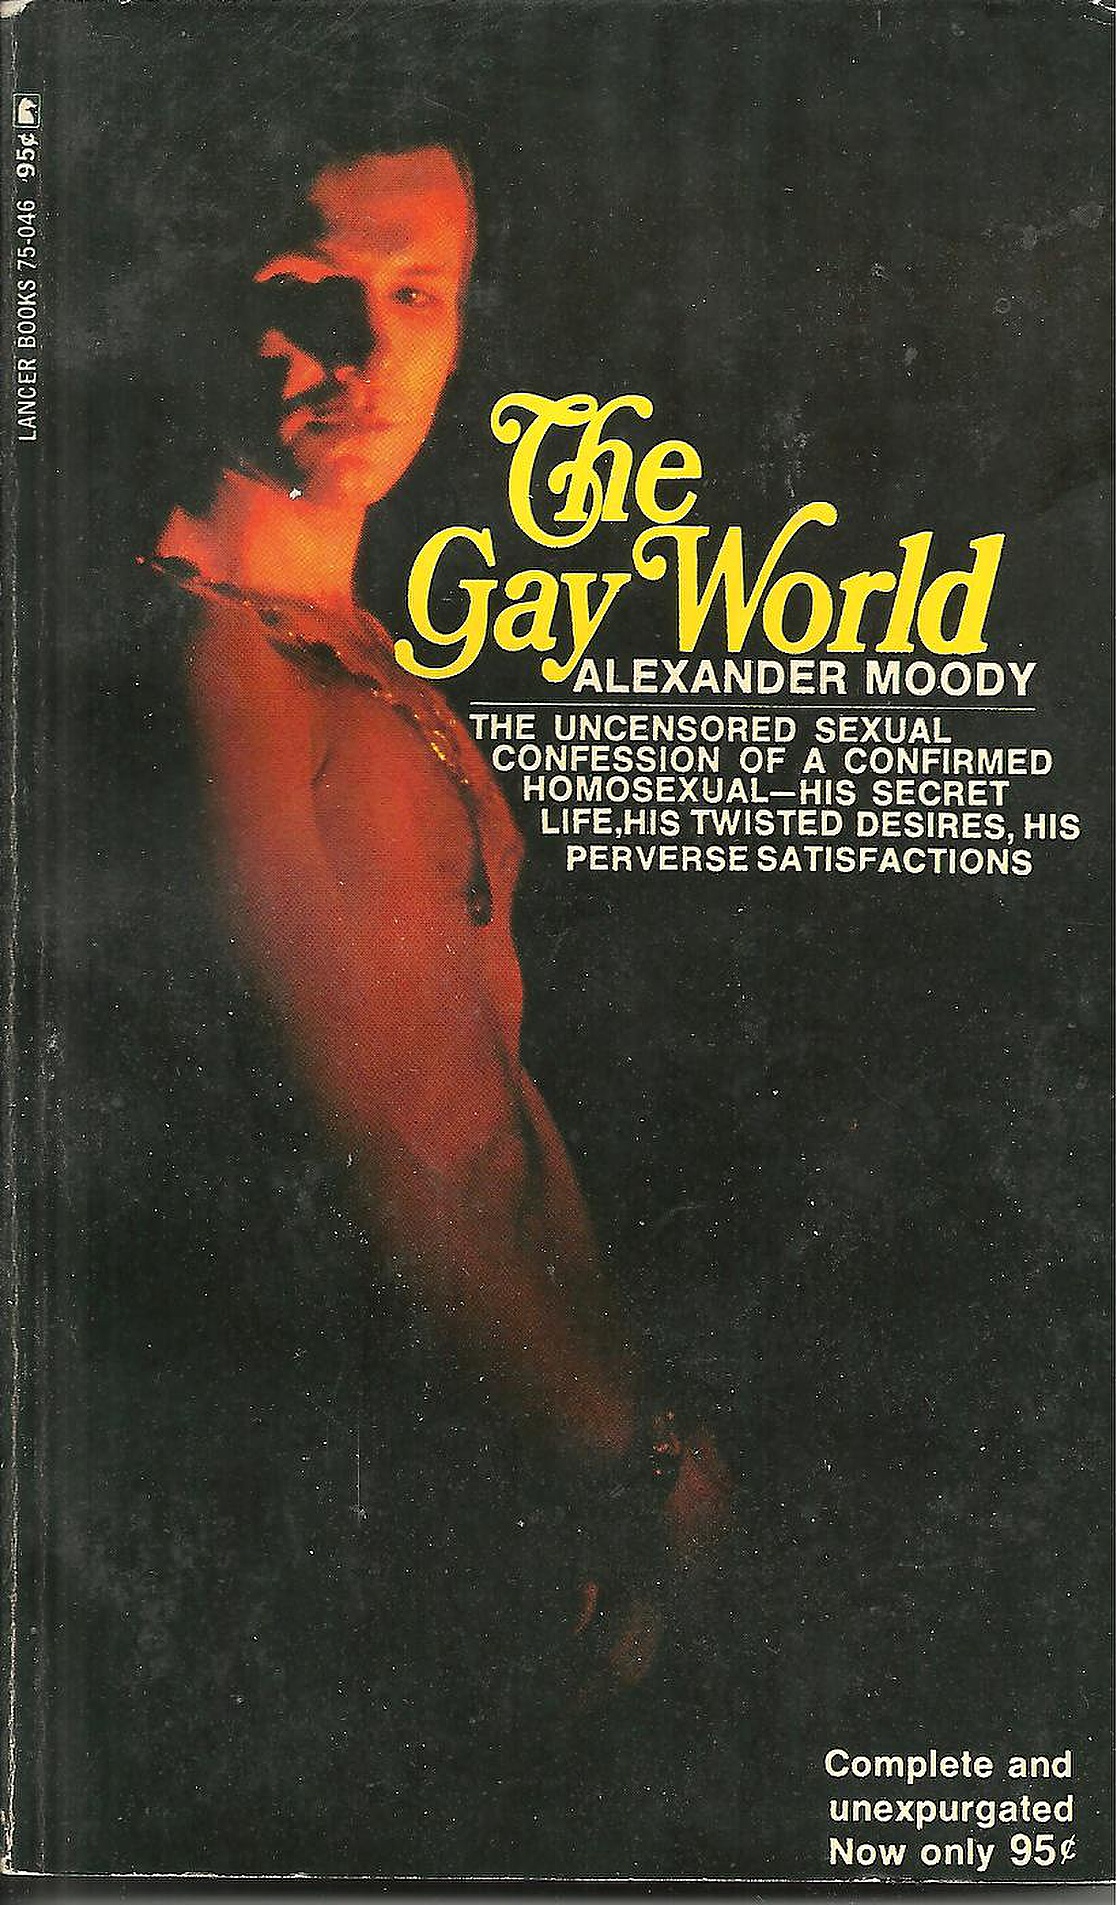 LANCER BOOKS 75-046 95¢
The
Gay World
ALEXANDER MOODY
THE UNCENSORED SEXUAL
CONFESSION OF A CONFIRMED
HOMOSEXUAL—HIS SECRET
LIFE, HIS TWISTED DESIRES, HIS
PERVERSE SATISFACTIONS
Complete and
unexpurgated
Now only 95¢